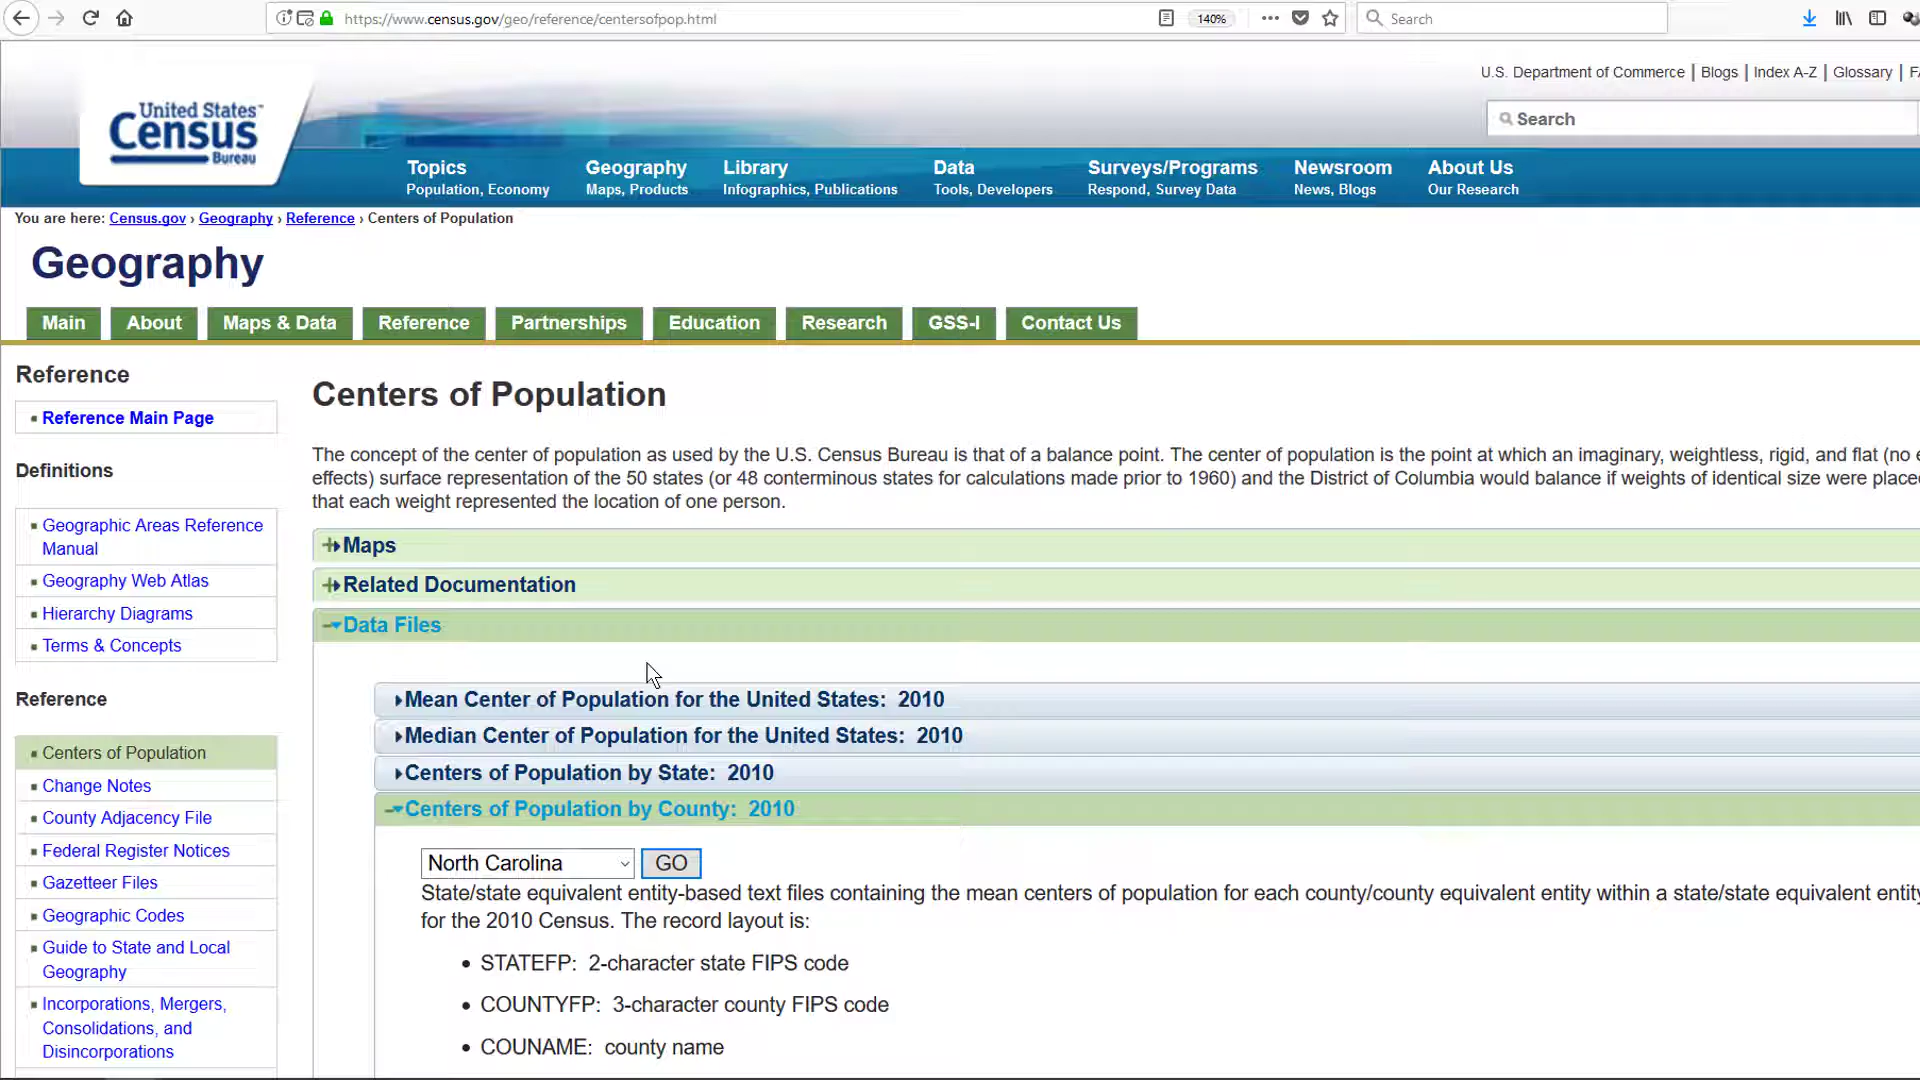 https://www.census.gov/geo/reference/centersofpop.html
140%
Search
U.S. Department of Commerce | Blogs | Index A-Z | Glossary |
Search
United States™
Census
Bureau
Topics
Population, Economy
Geography
Maps, Products
Library
Infographics, Publications
Data
Tools, Developers
Surveys/Programs
Respond, Survey Data
Newsroom
News, Blogs
About Us
Our Research
You are here: Census.gov › Geography › Reference › Centers of Population
Geography
Main
About
Maps & Data
Reference
Partnerships
Education
Research
GSS-I
Contact Us
Reference
Reference Main Page
Definitions
Geographic Areas Reference
Manual
Geography Web Atlas
Hierarchy Diagrams
Terms & Concepts
Reference
Centers of Population
Change Notes
County Adjacency File
Federal Register Notices
Gazetteer Files
Geographic Codes
Guide to State and Local
Geography
Incorporations, Mergers,
Consolidations, and
Disincorporations
Centers of Population
The concept of the center of population as used by the U.S. Census Bureau is that of a balance point. The center of population is the point at which an imaginary, weightless, rigid, and flat (no
effects) surface representation of the 50 states (or 48 conterminous states for calculations made prior to 1960) and the District of Columbia would balance if weights of identical size were
that each weight represented the location of one person.
Maps
Related Documentation
Data Files
Mean Center of Population for the United States: 2010
Median Center of Population for the United States: 2010
Centers of Population by State: 2010
Centers of Population by County: 2010
North Carolina
GO
State/state equivalent entity-based text files containing the mean centers of population for each county/county equivalent entity within a state/state equivalent entity
for the 2010 Census. The record layout is:
• STATEFP: 2-character state FIPS code
• COUNTYFP: 3-character county FIPS code
• COUNAME: county name